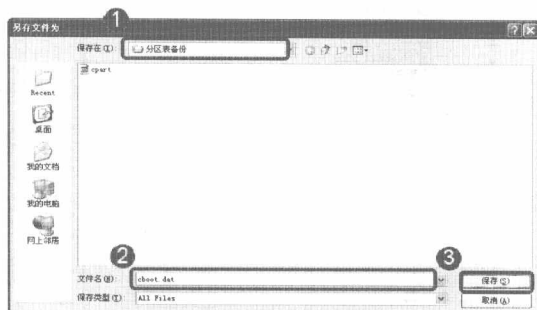 1
另存文件为
保存在(I):
分区表备份
cpart
Recent
桌面
我的文档
我的电脑
网上邻居
2
3
文件名(N):
cboot.dat
保存(S)
保存类型(T):
All Files
取消(A)